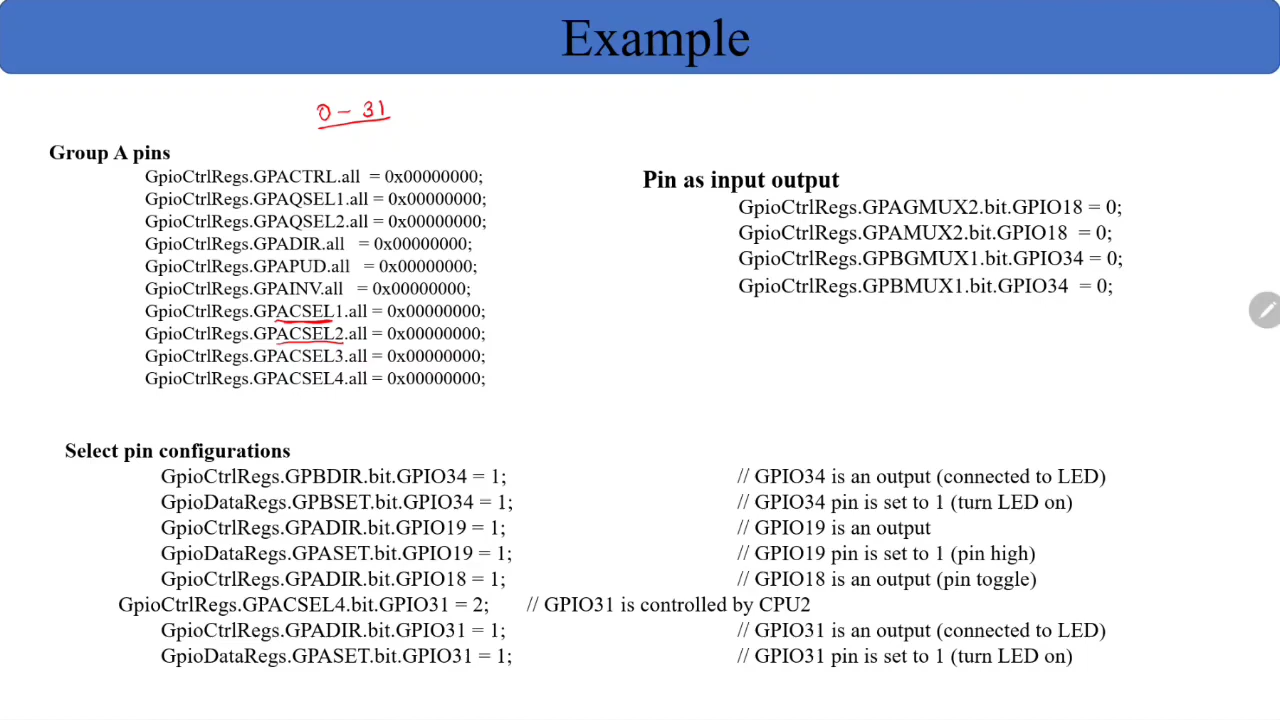 Example
0 - 31
Group A pins
GpioCtrlRegs.GPACTRL.all = 0x00000000;
GpioCtrlRegs.GPAQSEL1.all = 0x00000000;
GpioCtrlRegs.GPAQSEL2.all = 0x00000000;
GpioCtrlRegs.GPADIR.all = 0x00000000;
GpioCtrlRegs.GPAPUD.all = 0x00000000;
GpioCtrlRegs.GPAINV.all = 0x00000000;
GpioCtrlRegs.GPACSEL1.all = 0x00000000;
GpioCtrlRegs.GPACSEL2.all = 0x00000000;
GpioCtrlRegs.GPACSEL3.all = 0x00000000;
GpioCtrlRegs.GPACSEL4.all = 0x00000000;
Pin as input output
GpioCtrlRegs.GPAGMUX2.bit.GPIO18 = 0;
GpioCtrlRegs.GPAMUX2.bit.GPIO18 = 0;
GpioCtrlRegs.GPBGMUX1.bit.GPIO34 = 0;
GpioCtrlRegs.GPBMUX1.bit.GPIO34 = 0;
Select pin configurations
GpioCtrlRegs.GPBDIR.bit.GPIO34 = 1; // GPIO34 is an output (connected to LED)
GpioDataRegs.GPBSET.bit.GPIO34 = 1; // GPIO34 pin is set to 1 (turn LED on)
GpioCtrlRegs.GPADIR.bit.GPIO19 = 1; // GPIO19 is an output
GpioDataRegs.GPASET.bit.GPIO19 = 1; // GPIO19 pin is set to 1 (pin high)
GpioCtrlRegs.GPADIR.bit.GPIO18 = 1; // GPIO18 is an output (pin toggle)
GpioCtrlRegs.GPACSEL4.bit.GPIO31 = 2; // GPIO31 is controlled by CPU2
GpioCtrlRegs.GPADIR.bit.GPIO31 = 1; // GPIO31 is an output (connected to LED)
GpioDataRegs.GPASET.bit.GPIO31 = 1; // GPIO31 pin is set to 1 (turn LED on)